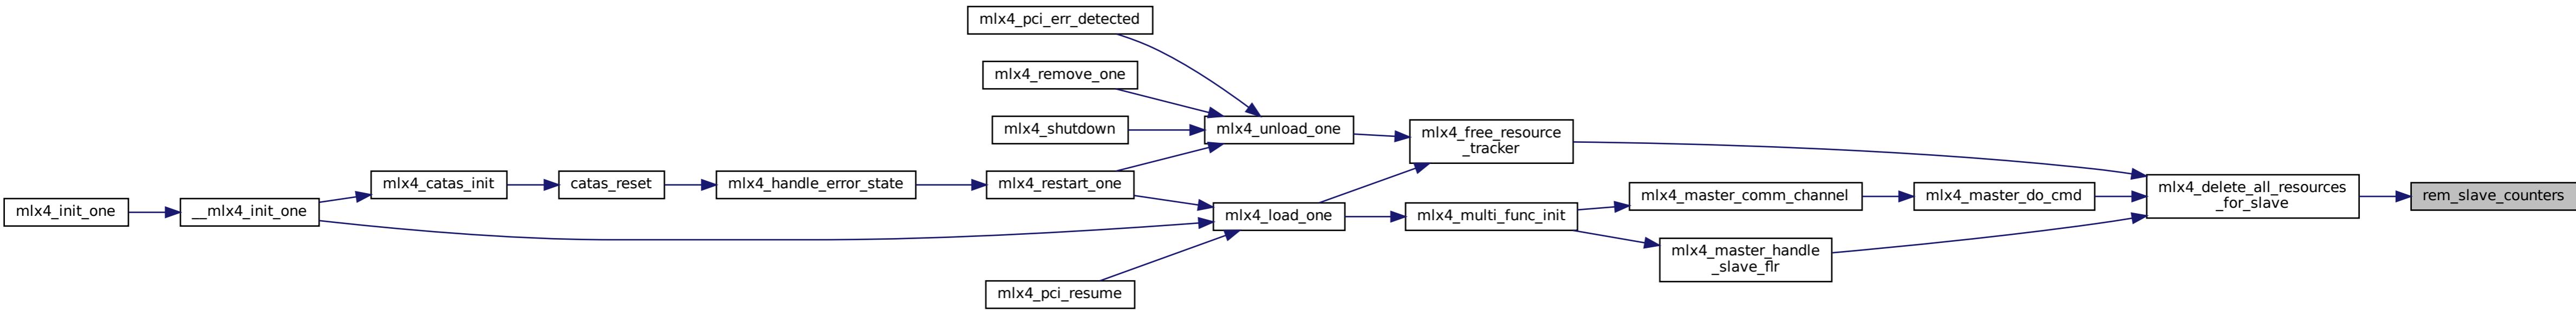 mlx4_pci_err_detected
mlx4_remove_one
mlx4_shutdown
mlx4_unload_one
mlx4_free_resource
_tracker
mlx4_init_one
__mlx4_init_one
mlx4_catas_init
catas_reset
mlx4_handle_error_state
mlx4_restart_one
mlx4_load_one
mlx4_pci_resume
mlx4_multi_func_init
mlx4_master_comm_channel
mlx4_master_do_cmd
mlx4_master_handle
_slave_flr
mlx4_delete_all_resources
_for_slave
rem_slave_counters